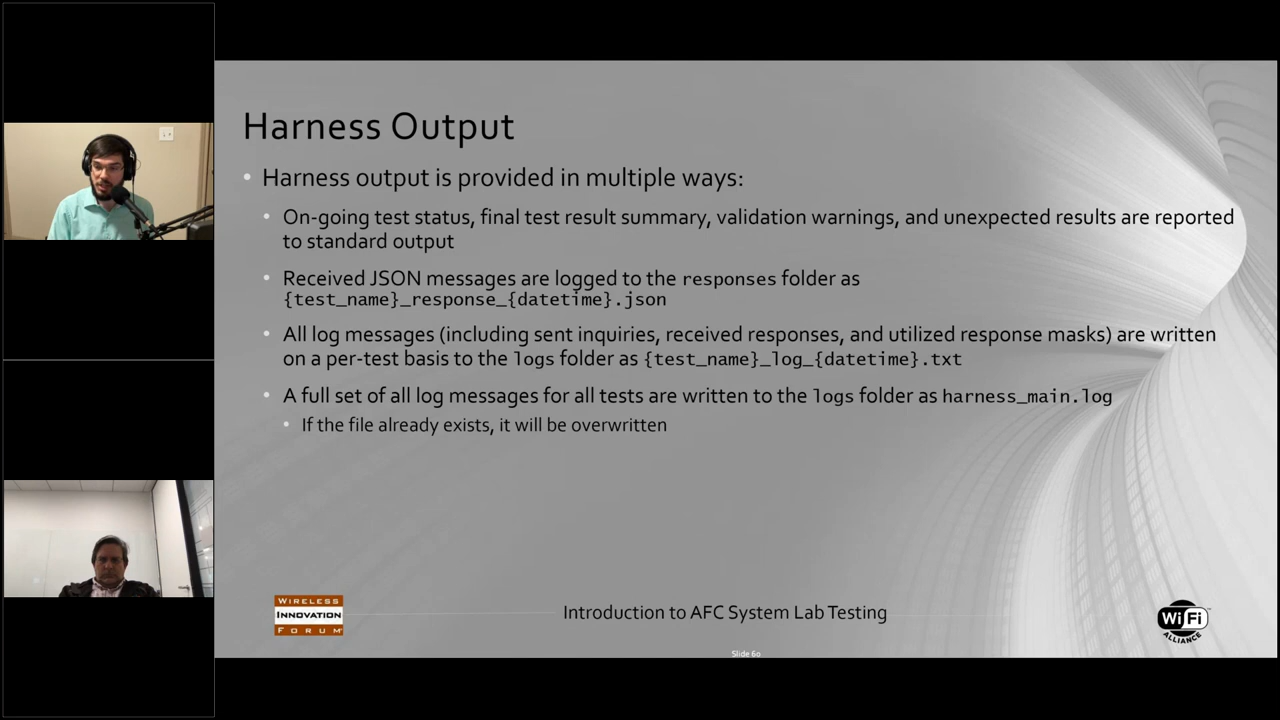 Harness Output
• Harness output is provided in multiple ways:
• On-going test status, final test result summary, validation warnings, and unexpected results are reported
to standard output
• Received JSON messages are logged to the responses folder as
{test_name}_response_{datetime}.json
• All log messages (including sent inquiries, received responses, and utilized response masks) are written
on a per-test basis to the logs folder as {test_name}_log_{datetime}.txt
• A full set of all log messages for all tests are written to the logs folder as harness_main.log
• If the file already exists, it will be overwritten
WIRELESS
INNOVATION
FORUM
Introduction to AFC System Lab Testing
Wi Fi
ALLIANCE
Slide 60